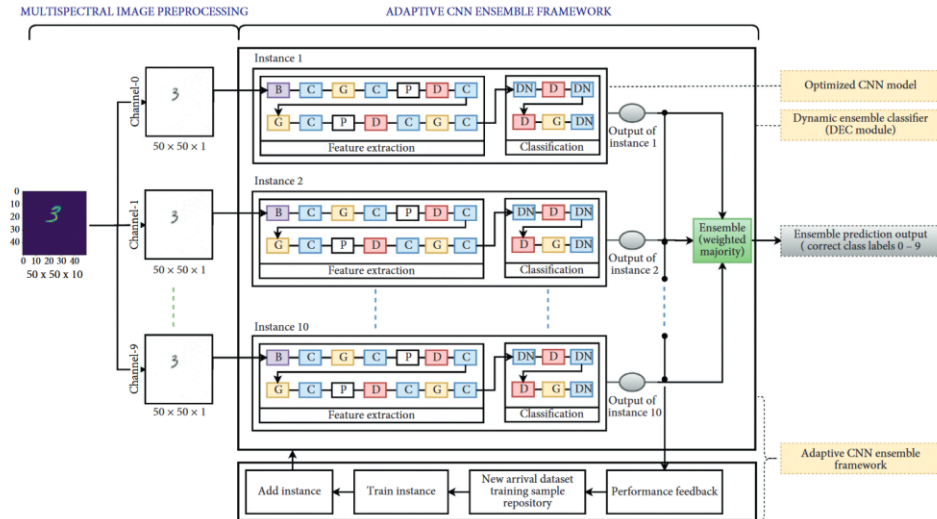 MULTISPECTRAL IMAGE PREPROCESSING
ADAPTIVE CNN ENSEMBLE FRAMEWORK
Channel-0
3
50 × 50 × 1
Channel-1
3
50 × 50 × 1
Channel-9
3
50 × 50 × 1
0
10
20
30
40
3
0 10 20 30 40
50 x 50 x 10
Instance 1
B C G C P D C
G C P D C G C
Feature extraction
DN D DN
D G DN
Classification
Output of
instance 1
Instance 2
B C G C P D C
G C P D C G C
Feature extraction
DN D DN
D G DN
Classification
Output of
instance 2
Instance 10
B C G C P D C
G C P D C G C
Feature extraction
DN D DN
D G DN
Classification
Output of
instance 10
Ensemble
(weighted
majority)
Optimized CNN model
Dynamic ensemble classifier
(DEC module)
Ensemble prediction output
( correct class labels 0 – 9
Adaptive CNN ensemble
framework
Add instance
Train instance
New arrival dataset
training sample
repository
Performance feedback